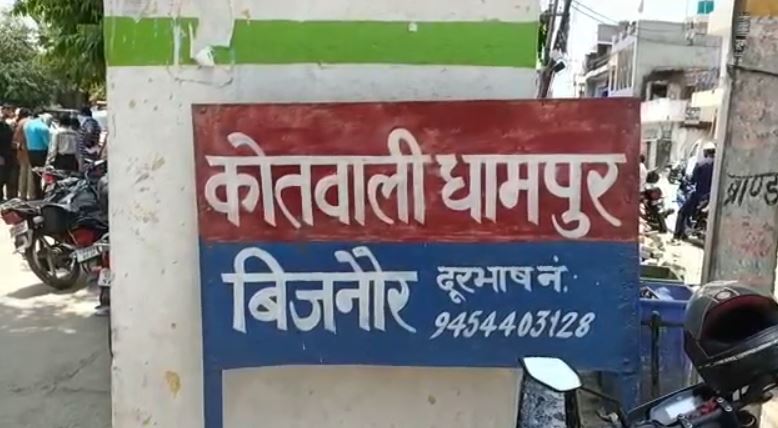 कोतवाली धामपुर
बिजनौर दूरभाष नं.
9454403128